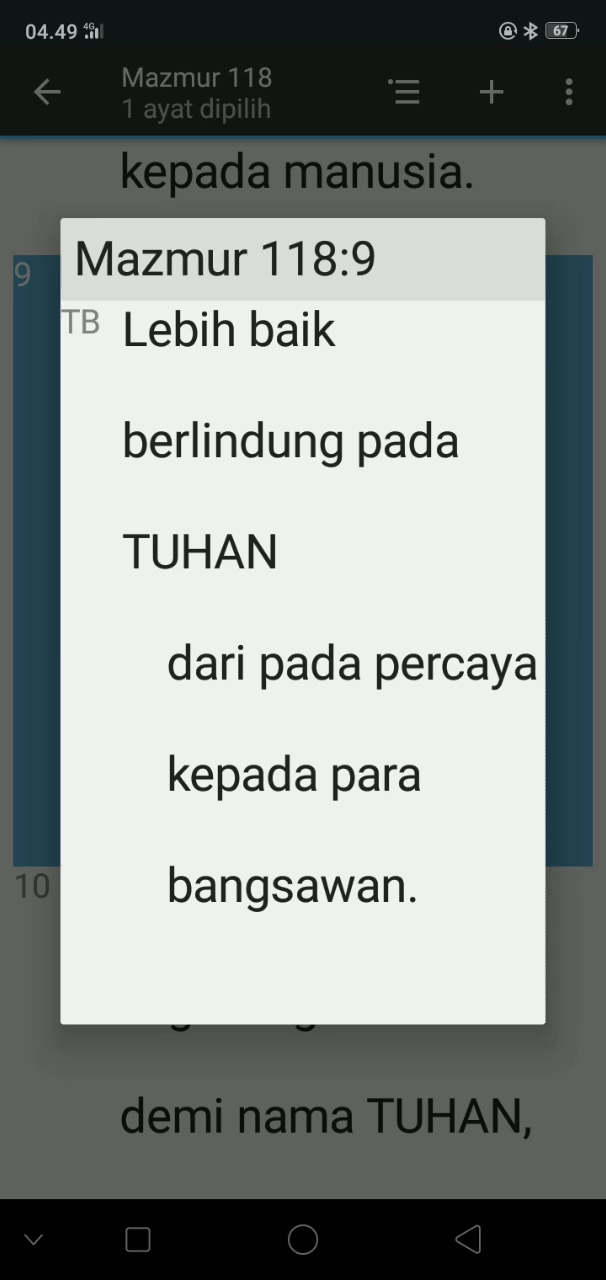 04.49 4G 67
Mazmur 118
1 ayat dipilih
kepada manusia.
Mazmur 118:9
9
TB Lebih baik
berlindung pada
TUHAN
dari pada percaya
kepada para
bangsawan.
10
demi nama TUHAN,